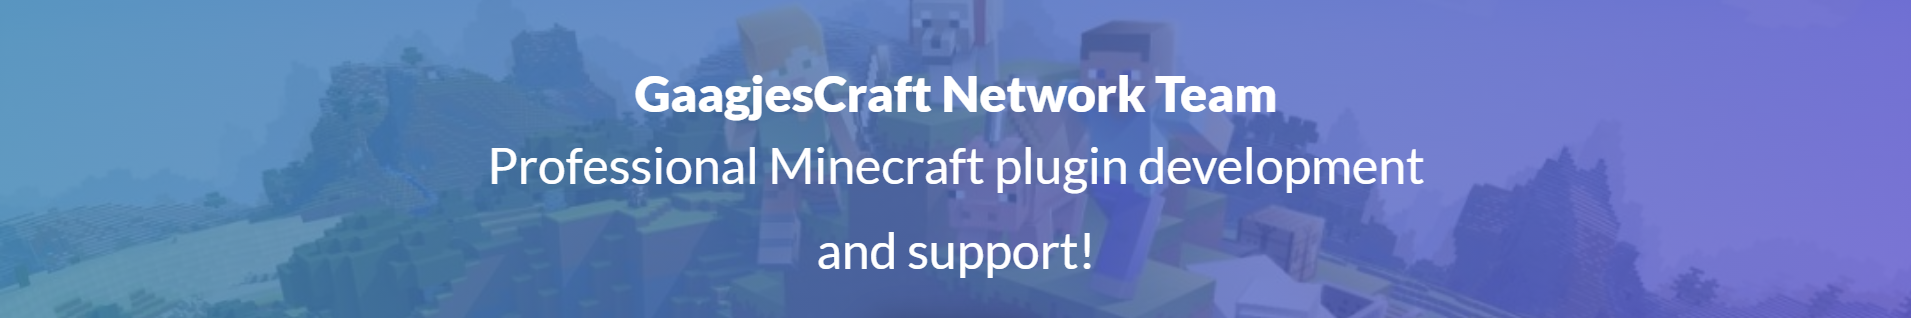 GaagjesCraft Network Team
Professional Minecraft plugin development
and support!